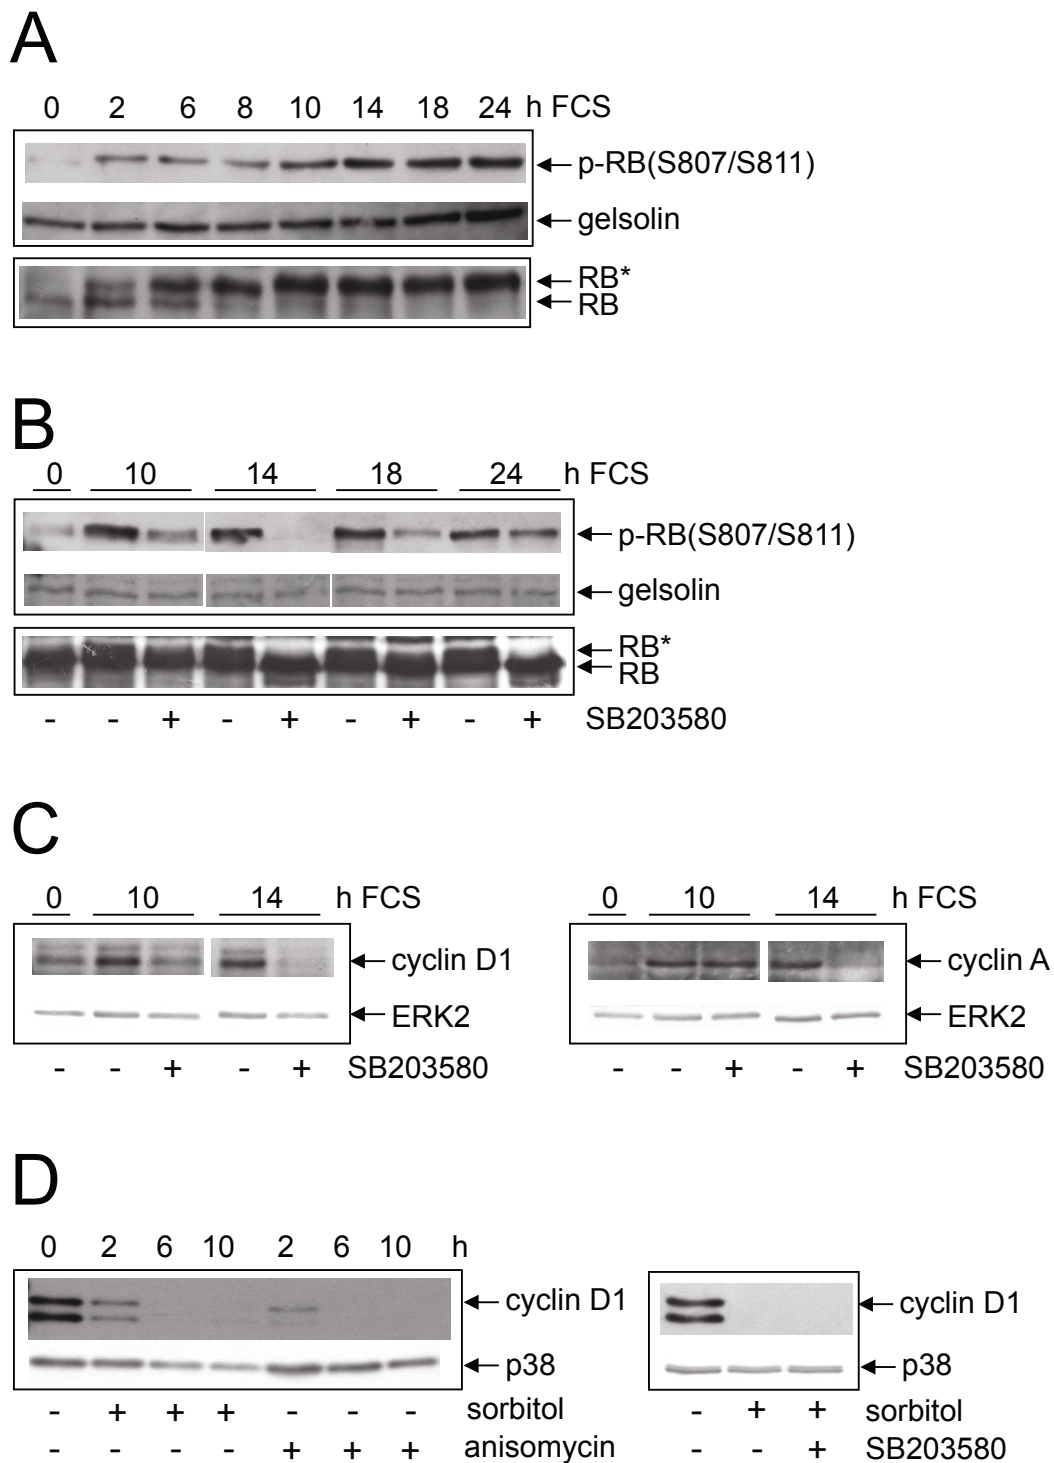 A
0 2 6 8 10 14 18 24 h FCS
p-RB(S807/S811)
gelsolin
RB*
RB
B
0 10 14 18 24 h FCS
p-RB(S807/S811)
gelsolin
RB*
RB
- - + - + - + - + SB203580
C
0 10 14 h FCS
cyclin D1
ERK2
- - + - + SB203580
0 10 14 h FCS
cyclin A
ERK2
- - + - + SB203580
D
0 2 6 10 2 6 10 h
cyclin D1
p38
- + + + - - - sorbitol
- - - - + + + anisomycin
cyclin D1
p38
- + + sorbitol
- - + SB203580